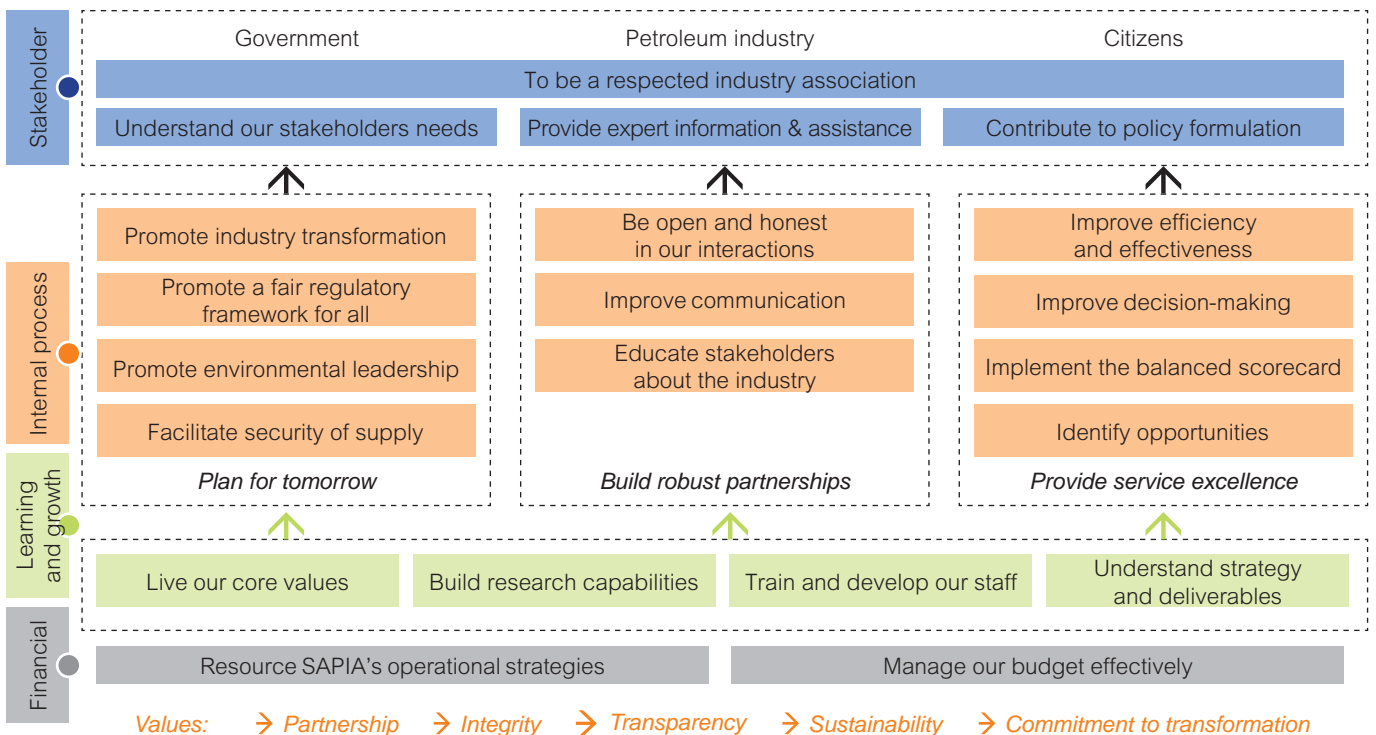 Stakeholder
Government
Petroleum industry
Citizens
To be a respected industry association
Understand our stakeholders needs
Provide expert information & assistance
Contribute to policy formulation
Internal process
Promote industry transformation
Promote a fair regulatory
framework for all
Promote environmental leadership
Facilitate security of supply
Plan for tomorrow
Be open and honest
in our interactions
Improve communication
Educate stakeholders
about the industry
Build robust partnerships
Improve efficiency
and effectiveness
Improve decision-making
Implement the balanced scorecard
Identify opportunities
Provide service excellence
Learning
and growth
Live our core values
Build research capabilities
Train and develop our staff
Understand strategy
and deliverables
Financial
Resource SAPIA's operational strategies
Manage our budget effectively
Values: → Partnership → Integrity → Transparency → Sustainability → Commitment to transformation